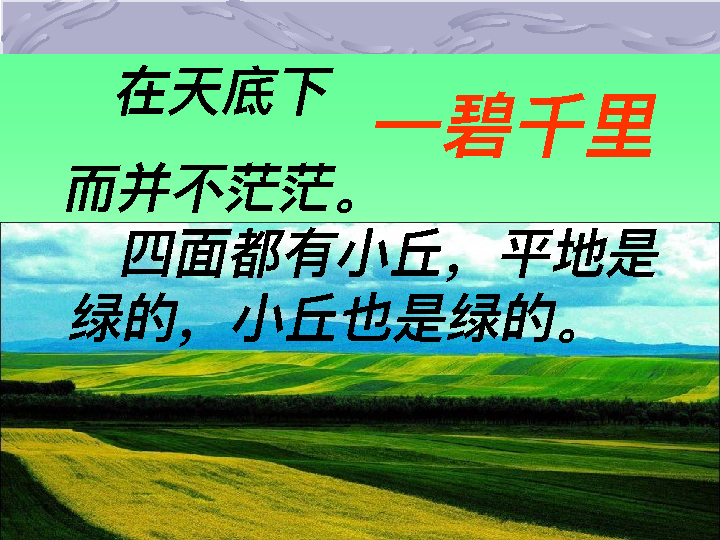 在天底下
一碧千里
而并不茫茫。
四面都有小丘，平地是
绿的，小丘也是绿的。